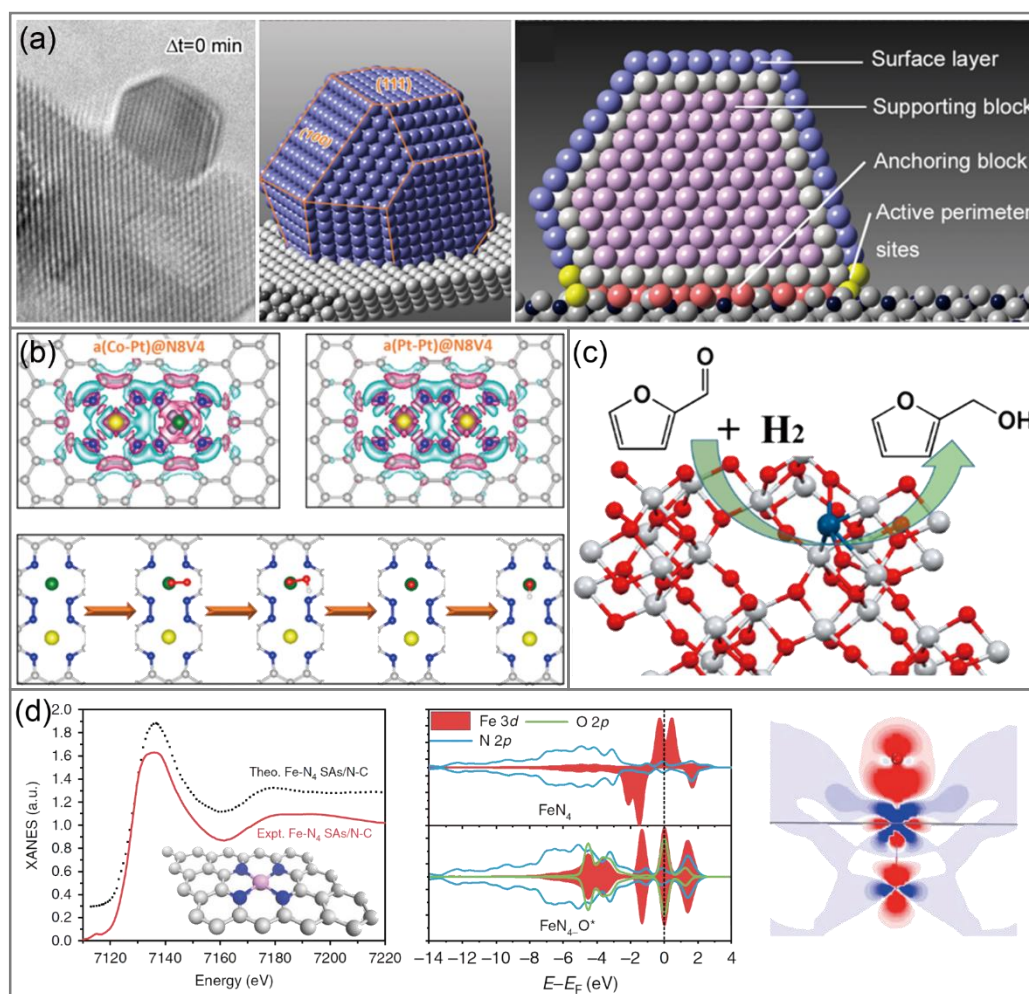 (a)
Δt=0 min
(111)
(100)
Surface layer
Supporting block
Anchoring block
Active perimeter
sites
(b)
a(Co-Pt)@N8V4
a(Pt-Pt)@N8V4
(c)
O
O
+ H2
O
OH
(d)
2.0
1.8
1.6
1.4
1.2
1.0
0.8
0.6
0.4
0.2
0.0
XANES (a.u.)
Theo. Fe-N4 SAs/N-C
Expt. Fe-N4 SAs/N-C
7120 7140 7160 7180 7200 7220
Energy (eV)
Fe 3d
O 2p
N 2p
FeN4
FeN4–O*
−14 −12 −10 −8 −6 −4 −2 0 2 4
E−EF (eV)